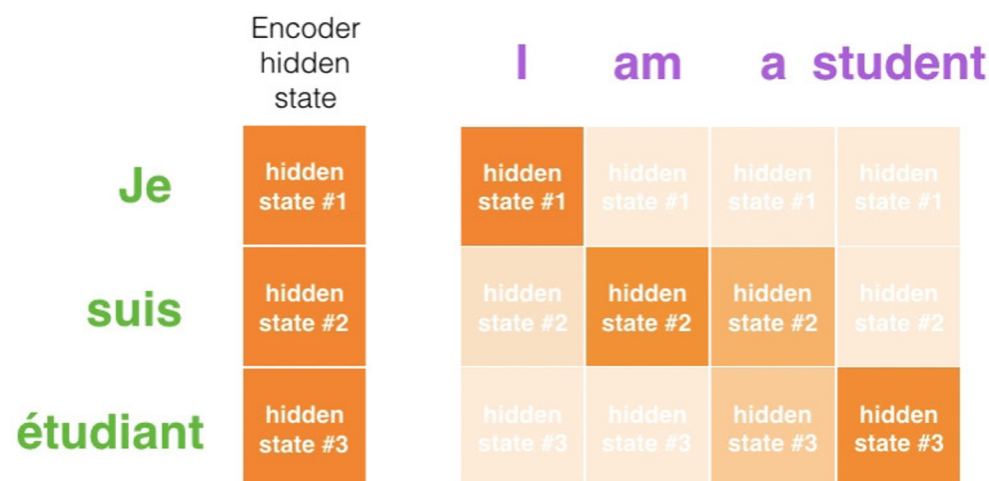 Encoder
hidden
state
I am a student
Je
hidden
state #1
hidden
state #1
hidden
state #1
hidden
state #1
hidden
state #1
suis
hidden
state #2
hidden
state #2
hidden
state #2
hidden
state #2
hidden
state #2
étudiant
hidden
state #3
hidden
state #3
hidden
state #3
hidden
state #3
hidden
state #3